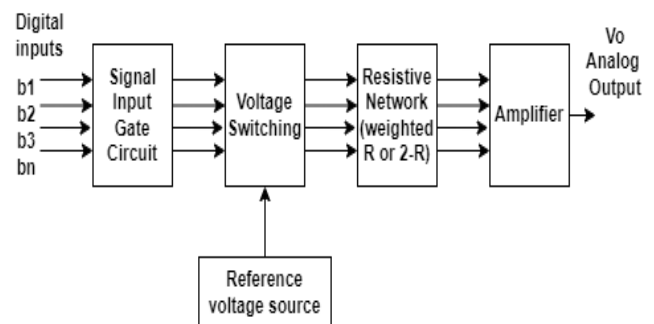 Digital
inputs
b1
b2
b3
bn
Signal
Input
Gate
Circuit
Voltage
Switching
Resistive
Network
(weighted
R or 2-R)
Amplifier
Vo
Analog
Output
Reference
voltage source